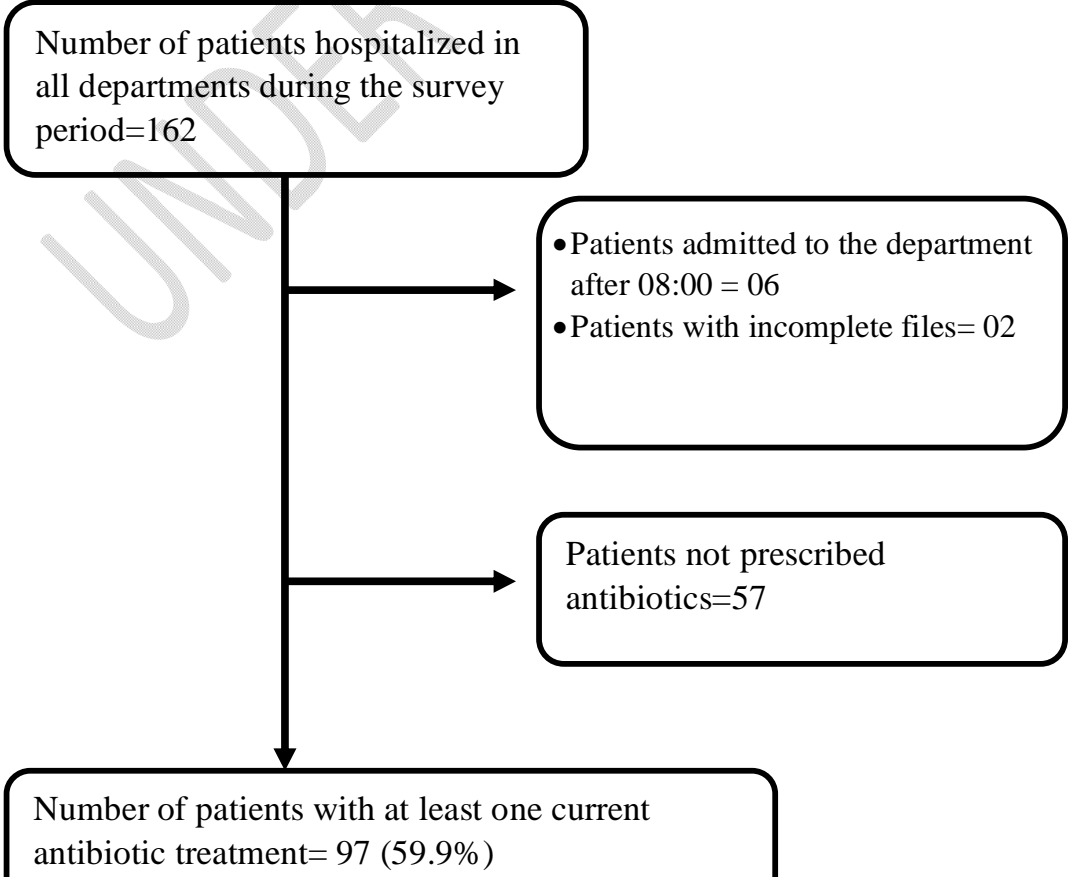 Number of patients hospitalized in
all departments during the survey
period=162
•Patients admitted to the department
after 08:00 = 06
•Patients with incomplete files= 02
Patients not prescribed
antibiotics=57
Number of patients with at least one current
antibiotic treatment= 97 (59.9%)
UNDER